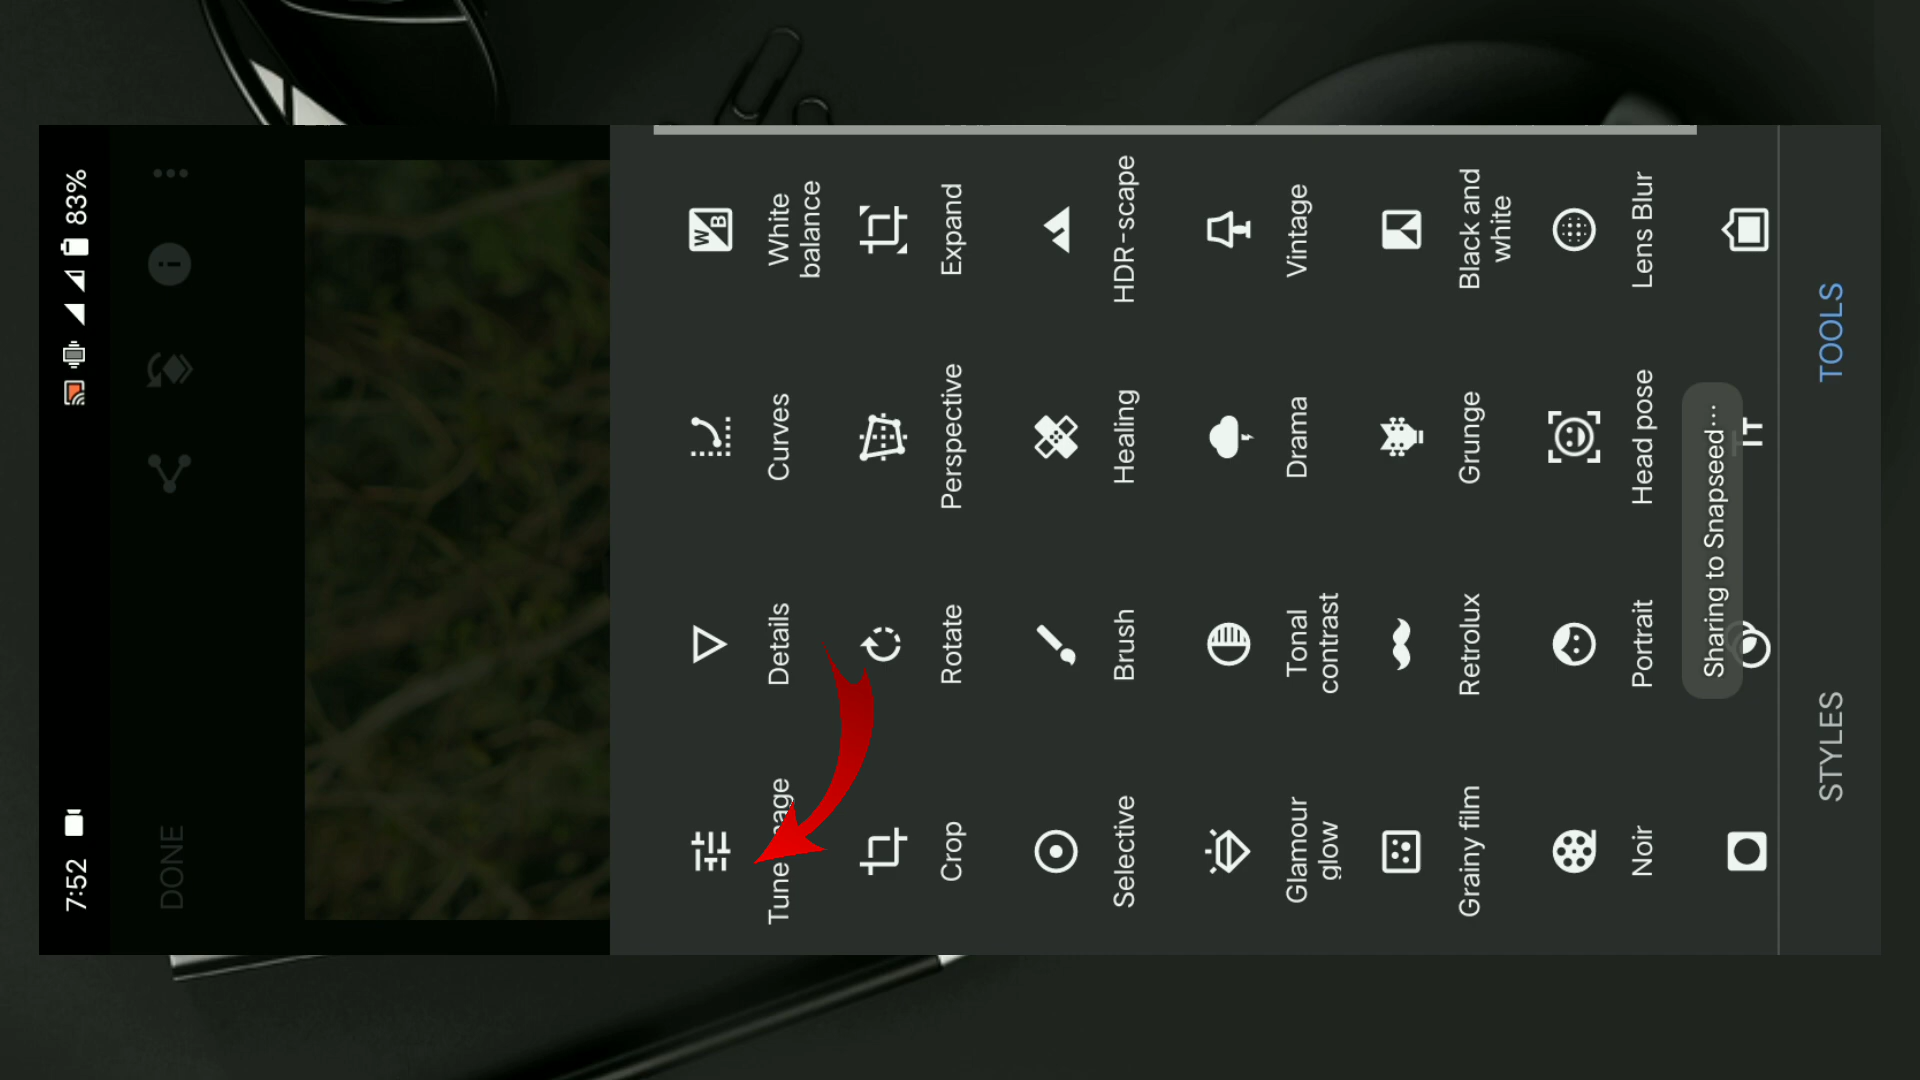 7:52
83%
DONE
Tune
Details
Curves
White
balance
Crop
Rotate
Perspective
Expand
Selective
Brush
Healing
HDR-scape
Glamour
glow
Tonal
contrast
Drama
Vintage
Grainy film
Retrolux
Grunge
Black and
white
Noir
Portrait
Head pose
Lens Blur
Sharing to Snapseed...
STYLES
TOOLS